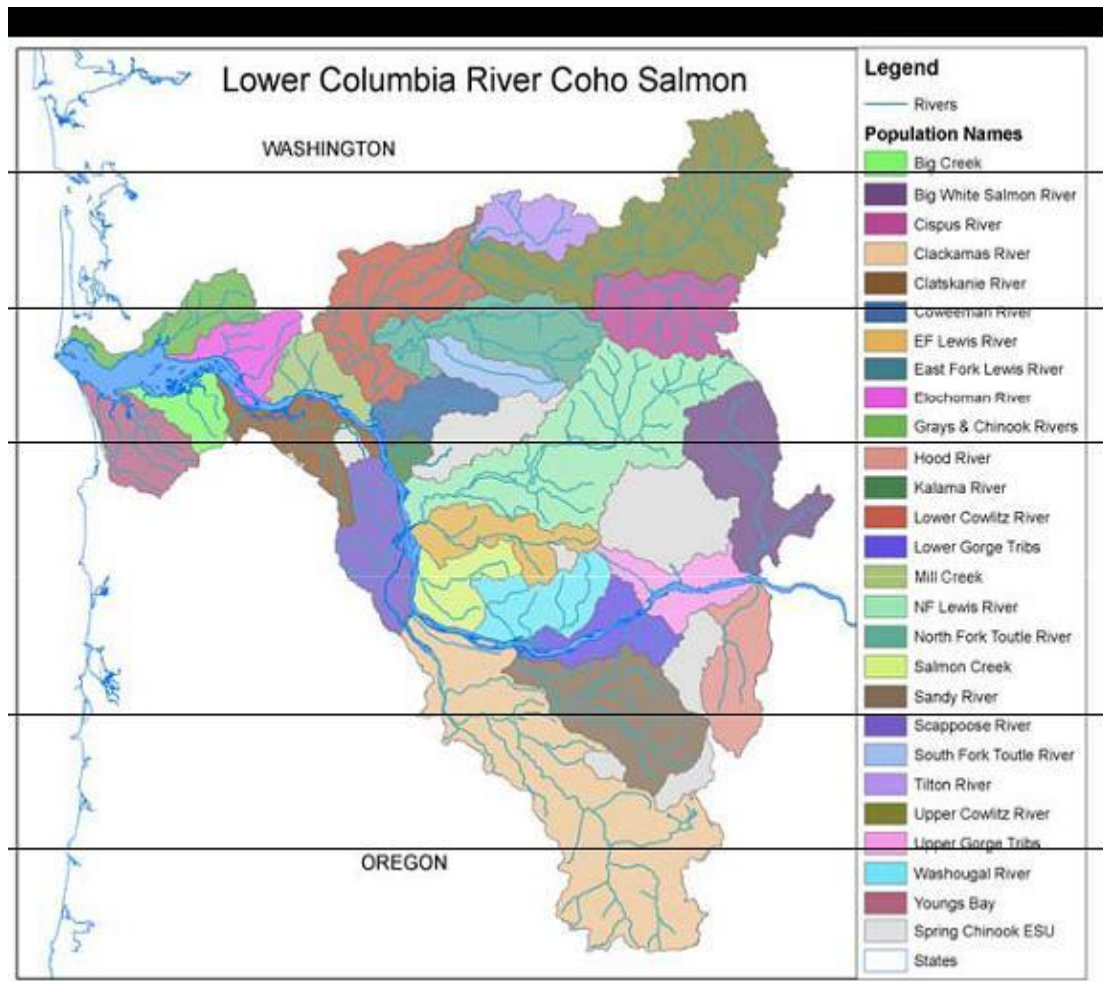 Lower Columbia River Coho Salmon
WASHINGTON
OREGON
Legend
Rivers
Population Names
Big Creek
Big White Salmon River
Cispus River
Clackamas River
Clatskanie River
Coweeman River
EF Lewis River
East Fork Lewis River
Elochoman River
Grays & Chinook Rivers
Hood River
Kalama River
Lower Cowlitz River
Lower Gorge Tribs
Mill Creek
NF Lewis River
North Fork Toutle River
Salmon Creek
Sandy River
Scappoose River
South Fork Toutle River
Tilton River
Upper Cowlitz River
Upper Gorge Tribs
Washougal River
Youngs Bay
Spring Chinook ESU
States